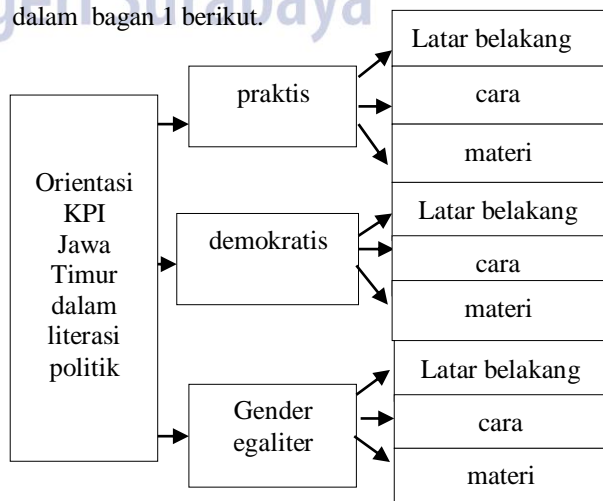 dalam bagan 1 berikut.
Orientasi
KPI
Jawa
Timur
dalam
literasi
politik
praktis
Latar belakang
cara
materi
demokratis
Latar belakang
cara
materi
Gender
egaliter
Latar belakang
cara
materi